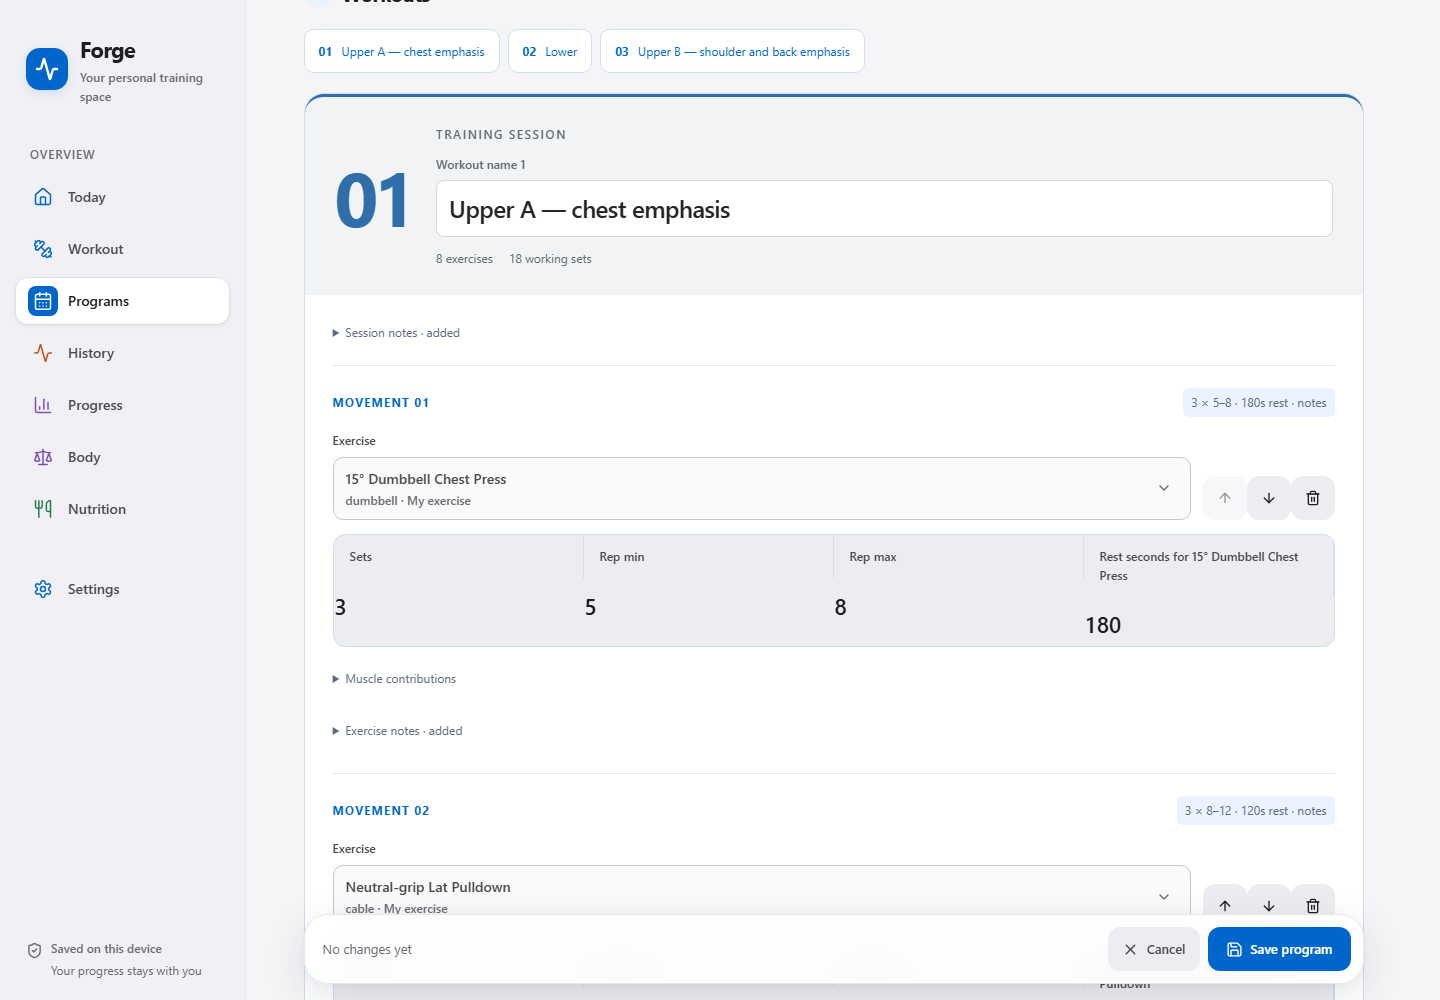 Forge
Your personal training
space
OVERVIEW
Today
Workout
Programs
History
Progress
Body
Nutrition
Settings
Saved on this device
Your progress stays with you
Workouts
01 Upper A — chest emphasis
02 Lower
03 Upper B — shoulder and back emphasis
01
TRAINING SESSION
Workout name 1
Upper A — chest emphasis
8 exercises 18 working sets
Session notes · added
MOVEMENT 01
3 × 5–8 · 180s rest · notes
Exercise
15° Dumbbell Chest Press
dumbbell · My exercise
Sets
3
Rep min
5
Rep max
8
Rest seconds for 15° Dumbbell Chest
Press
180
Muscle contributions
Exercise notes · added
MOVEMENT 02
3 × 8–12 · 120s rest · notes
Exercise
Neutral-grip Lat Pulldown
cable · My exercise
No changes yet
Cancel
Save program
Pulldown